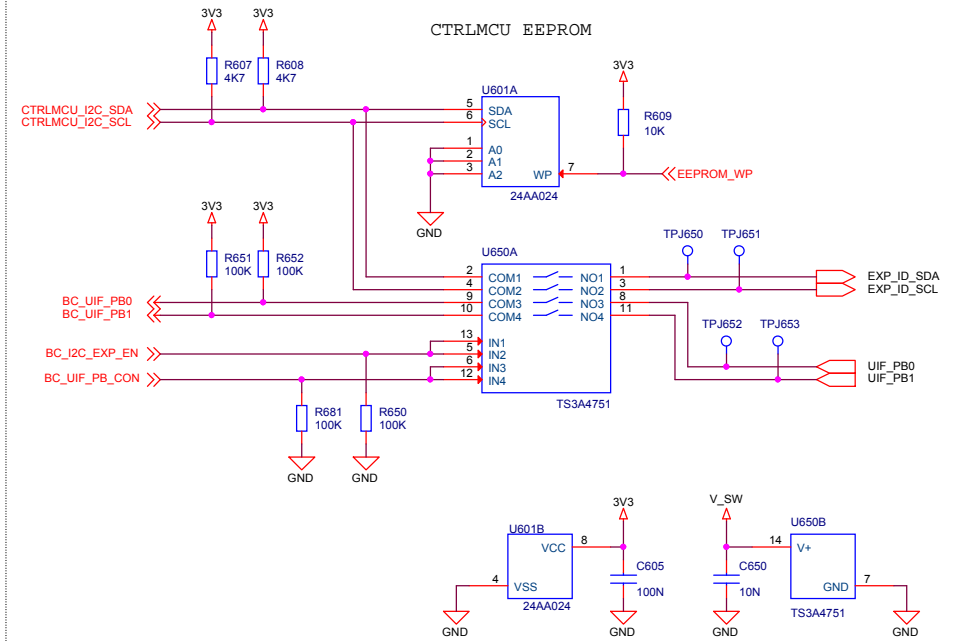 CTRLMCU EEPROM
3V3 3V3
R607 4K7
R608 4K7
CTRLMCU_I2C_SDA
CTRLMCU_I2C_SCL
U601A
5 SDA
6 SCL
1 A0
2 A1
3 A2
WP 7
24AA024
GND
3V3
R609
10K
EEPROM_WP
3V3 3V3
R651 100K
R652 100K
BC_UIF_PB0
BC_UIF_PB1
BC_I2C_EXP_EN
BC_UIF_PB_CON
U650A
2 COM1 NO1 1
4 COM2 NO2 3
9 COM3 NO3 8
10 COM4 NO4 11
13 IN1
5 IN2
6 IN3
12 IN4
TS3A4751
TPJ650 TPJ651
EXP_ID_SDA
EXP_ID_SCL
TPJ652 TPJ653
UIF_PB0
UIF_PB1
R681 100K
R650 100K
GND GND
3V3
U601B
VCC 8
4 VSS
24AA024
C605
100N
GND GND
V_SW
C650
10N
U650B
14 V+
GND 7
TS3A4751
GND GND